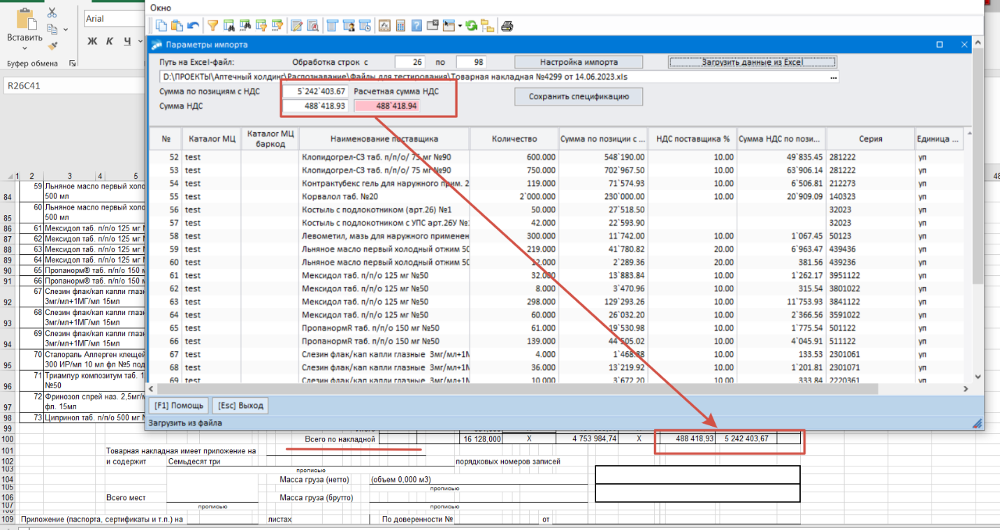 Окно
Arial
Вставить
Ж К Ч
Буфер обмена
R26C41
Параметры импорта
Путь на Excel-файл: Обработка строк с 26 по 98 Настройка импорта Загрузить данные из Excel
D:\ПРОЕКТЫ\Аптечный холдинг\Распознавание\Файлы для тестирования\Товарная накладная №4299 от 14.06.2023.xls ...
Сумма по позициям с НДС 5`242`403.67 Расчетная сумма НДС
Сумма НДС 488`418.93 488`418.94
Сохранить спецификацию
№ Каталог МЦ Каталог МЦ баркод Наименование поставщика Количество Сумма по позиции с ... НДС поставщика % Сумма НДС по пози... Серия Единица ...
52 test Клопидогрел-СЗ таб. п/п/о/ 75 мг №90 600.000 548`190.00 10.00 49`835.45 281222 уп
53 test Клопидогрел-СЗ таб. п/п/о/ 75 мг №90 750.000 702`967.50 10.00 63`906.14 281222 уп
54 test Контрактубекс гель для наружного прим. 2 119.000 71`574.93 10.00 6`506.81 212273 уп
55 test Корвалол таб. №20 2`000.000 230`000.00 10.00 20`909.09 140323 уп
56 test Костыль с подлокотником (арт.26) №1 50.000 27`518.50 32023 уп
57 test Костыль с подлокотником с УПС арт.26У №1 42.000 22`593.90 32023 уп
58 test Левометил, мазь для наружного применен 300.000 11`742.00 10.00 1`067.45 50123 уп
59 test Льняное масло первый холодный отжим 50 219.000 41`780.82 20.00 6`963.47 439436 уп
60 test Льняное масло первый холодный отжим 50 12.000 2`289.36 20.00 381.56 439236 уп
61 test Мексидол таб. п/п/о 125 мг №50 32.000 13`883.84 10.00 1`262.17 3951122 уп
62 test Мексидол таб. п/п/о 125 мг №50 8.000 3`470.96 10.00 315.54 3801022 уп
63 test Мексидол таб. п/п/о 125 мг №50 298.000 129`293.26 10.00 11`753.93 3841122 уп
64 test Мексидол таб. п/п/о 125 мг №50 60.000 26`032.20 10.00 2`366.56 3591022 уп
65 test ПропанормR таб. п/п/о 150 мг №50 61.000 19`530.98 10.00 1`775.54 501122 уп
66 test ПропанормR таб. п/п/о 150 мг №50 139.000 44`505.02 10.00 4`045.91 511122 уп
67 test Слезин флак/кап капли глазные 3мг/мл+1М 4.000 1`468.88 10.00 133.53 2301061 уп
68 test Слезин флак/кап капли глазные 3мг/мл+1М 36.000 13`219.92 10.00 1`201.81 2301071 уп
69 test Слезин флак/кап капли глазные 3мг/мл+1М 10.000 3`672.20 10.00 333.84 2220361 уп
[F1] Помощь [Esc] Выход
Загрузить из файла
1 2 3 4 5 48
84 59 Льняное масло первый холо
500 мл
85 60 Льняное масло первый холо
500 мл
86 61 Мексидол таб. п/п/о 125 мг
87 62 Мексидол таб. п/п/о 125 мг
88 63 Мексидол таб. п/п/о 125 мг
89 64 Мексидол таб. п/п/о 125 мг
90 65 Пропанорм® таб. п/п/о 150 м
91 66 Пропанорм® таб. п/п/о 150 м
92 67 Слезин флак/кап капли глазн
3мг/мл+1МГ/мл 15мл
93 68 Слезин флак/кап капли глазн
3мг/мл+1МГ/мл 15мл
94 69 Слезин флак/кап капли глазн
3мг/мл+1МГ/мл 15мл
95 70 Сталораль Аллерген клещей
300 ИР/мл 10 мл фл №5 под
96 71 Триампур композитум таб. 1
№50
97 72 Фринозол спрей наз. 2,5мг/м
фл. 15мл
98 73 Ципринол таб. п/п/о 500 мг
99
100 Всего по накладной 16 128,000 Х 4 753 984,74 Х 488 418,93 5 242 403,67
101 Товарная накладная имеет приложение на
102 и содержит Семьдесят три порядковых номеров записей
103 прописью
104 Масса груза (нетто) (объем 0,000 м3)
105 прописью
106 Всего мест Масса груза (брутто)
107 прописью прописью
108
109 Приложение (паспорта, сертификаты и т.п.) на листах По доверенности № от